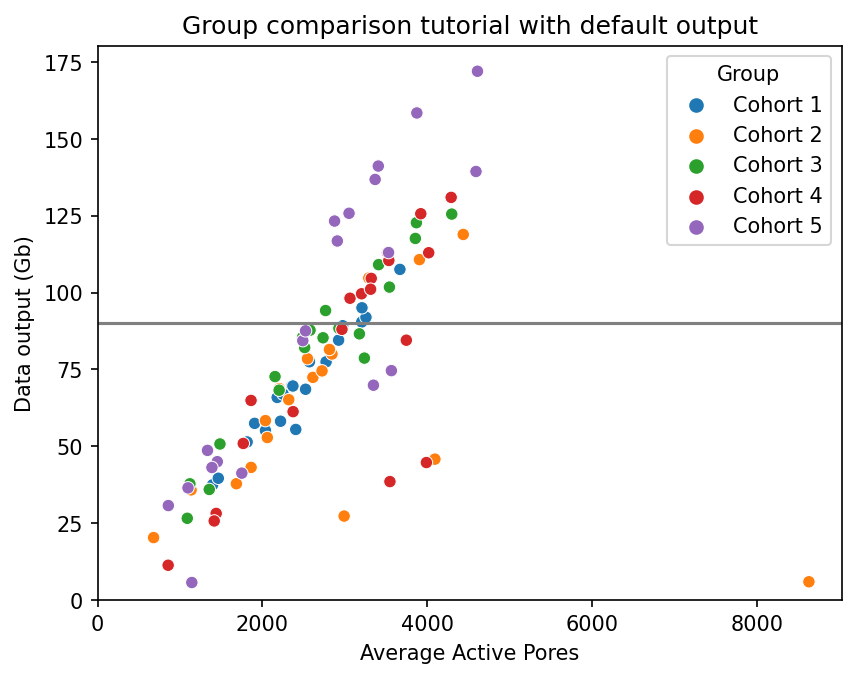 Group comparison tutorial with default output
Data output (Gb)
175
150
125
100
75
50
25
0
Group
Cohort 1
Cohort 2
Cohort 3
Cohort 4
Cohort 5
0 2000 4000 6000 8000
Average Active Pores